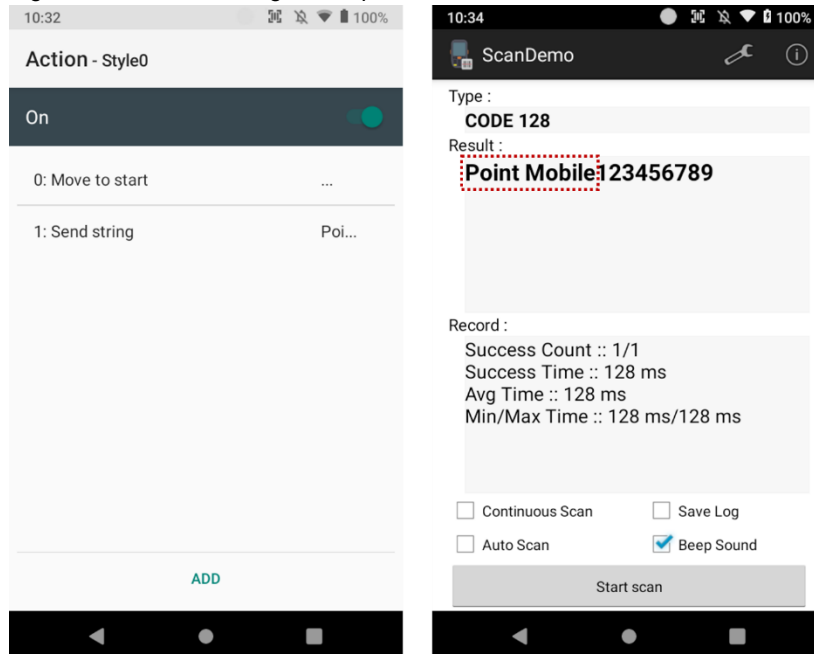 10:32
100%
Action - Style0
On
0: Move to start
...
1: Send string
Poi...
ADD
10:34
100%
ScanDemo
Type :
CODE 128
Result :
Point Mobile123456789
Record :
Success Count :: 1/1
Success Time :: 128 ms
Avg Time :: 128 ms
Min/Max Time :: 128 ms/128 ms
Continuous Scan
Save Log
Auto Scan
Beep Sound
Start scan